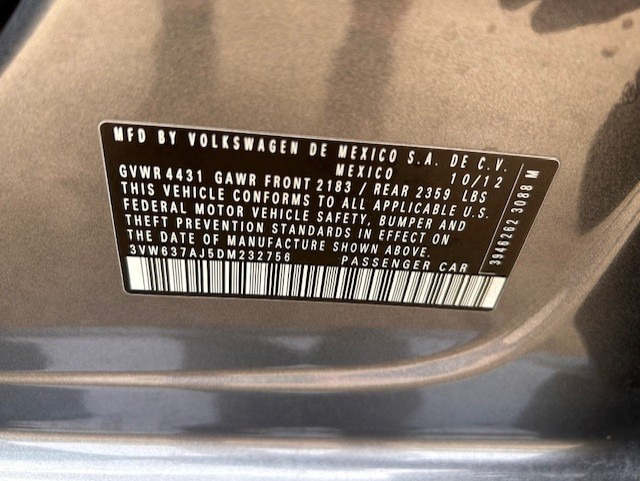 MFD BY VOLKSWAGEN DE MEXICO S.A. DE C.V.
MEXICO 10/12
GVWR 4431 GAWR FRONT 2183 / REAR 2359 LBS
THIS VEHICLE CONFORMS TO ALL APPLICABLE U.S.
FEDERAL MOTOR VEHICLE SAFETY, BUMPER AND
THEFT PREVENTION STANDARDS IN EFFECT ON
THE DATE OF MANUFACTURE SHOWN ABOVE.
3VW637AJ5DM232756 PASSENGER CAR
3946262 3088 M